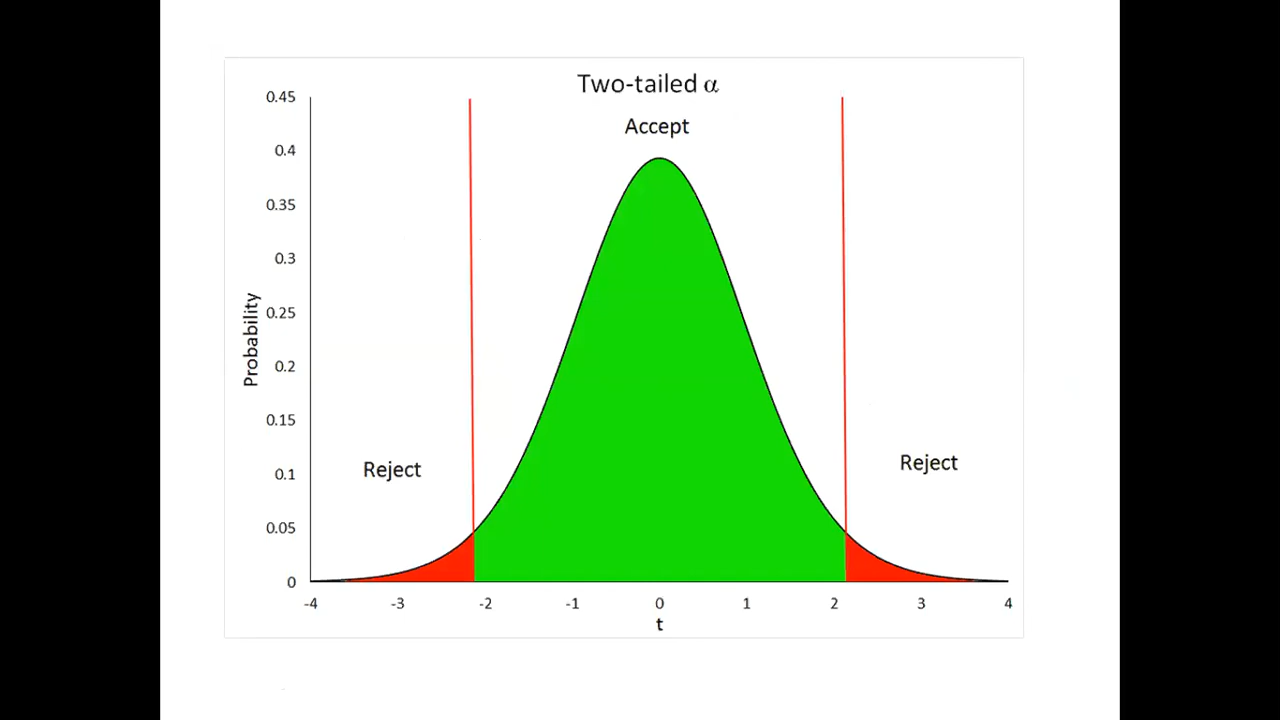 Two-tailed α
Accept
0.45
0.4
0.35
0.3
0.25
0.2
0.15
0.1
0.05
0
Probability
Reject
Reject
-4 -3 -2 -1 0 1 2 3 4
t